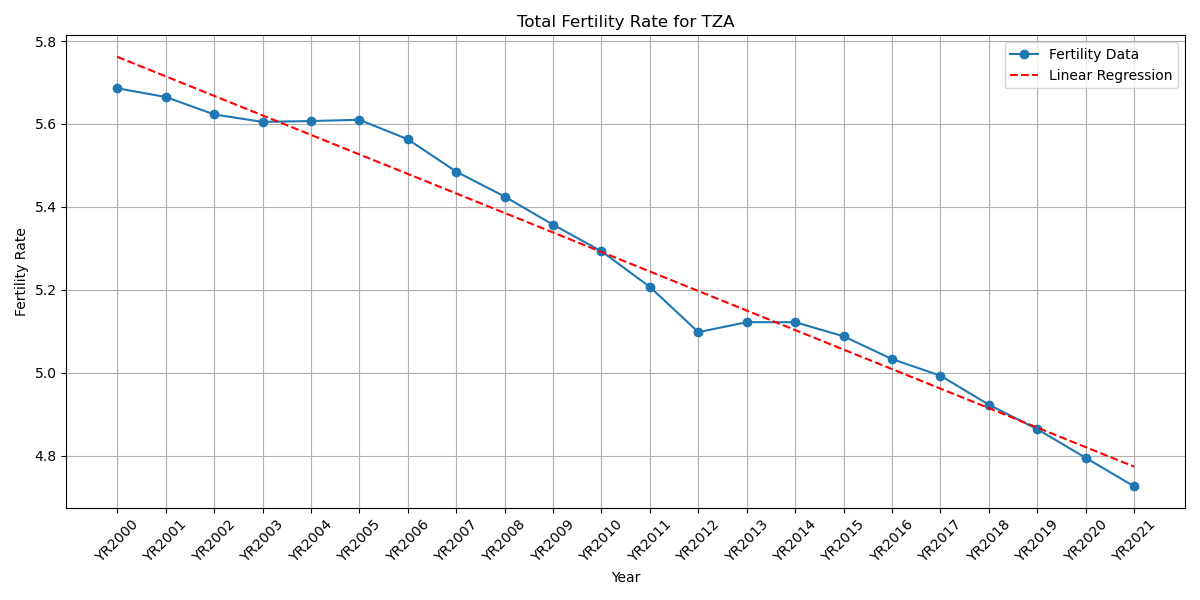 Total Fertility Rate for TZA
Fertility Data
Linear Regression
Fertility Rate
5.8
5.6
5.4
5.2
5.0
4.8
YR2000
YR2001
YR2002
YR2003
YR2004
YR2005
YR2006
YR2007
YR2008
YR2009
YR2010
YR2011
YR2012
YR2013
YR2014
YR2015
YR2016
YR2017
YR2018
YR2019
YR2020
YR2021
Year